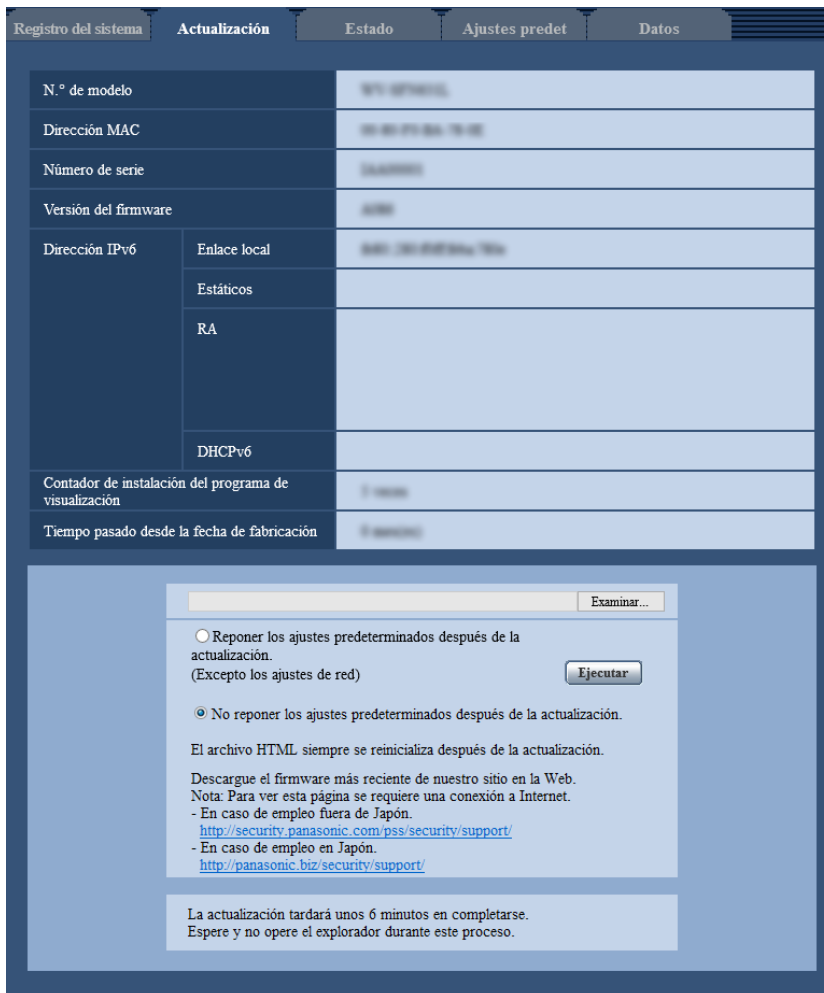 Registro del sistema
Actualización
Estado
Ajustes predet
Datos
N.° de modelo
Dirección MAC
Número de serie
Versión del firmware
Dirección IPv6
Enlace local
Estáticos
RA
DHCPv6
Contador de instalación del programa de
visualización
Tiempo pasado desde la fecha de fabricación
Examinar...
Reponer los ajustes predeterminados después de la
actualización.
(Excepto los ajustes de red)
Ejecutar
No reponer los ajustes predeterminados después de la actualización.
El archivo HTML siempre se reinicializa después de la actualización.
Descargue el firmware más reciente de nuestro sitio en la Web.
Nota: Para ver esta página se requiere una conexión a Internet.
- En caso de empleo fuera de Japón.
http://security.panasonic.com/pss/security/support/
- En caso de empleo en Japón.
http://panasonic.biz/security/support/
La actualización tardará unos 6 minutos en completarse.
Espere y no opere el explorador durante este proceso.